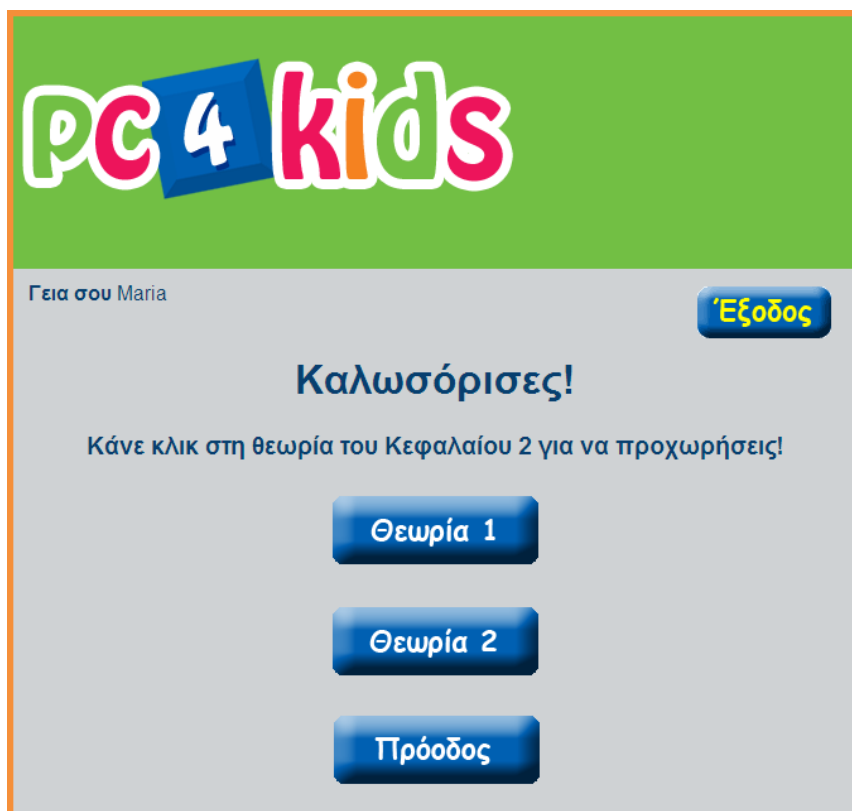 PC 4 kids
Γεια σου Maria
Έξοδος
Καλωσόρισες!
Κάνε κλικ στη θεωρία του Κεφαλαίου 2 για να προχωρήσεις!
Θεωρία 1
Θεωρία 2
Πρόοδος